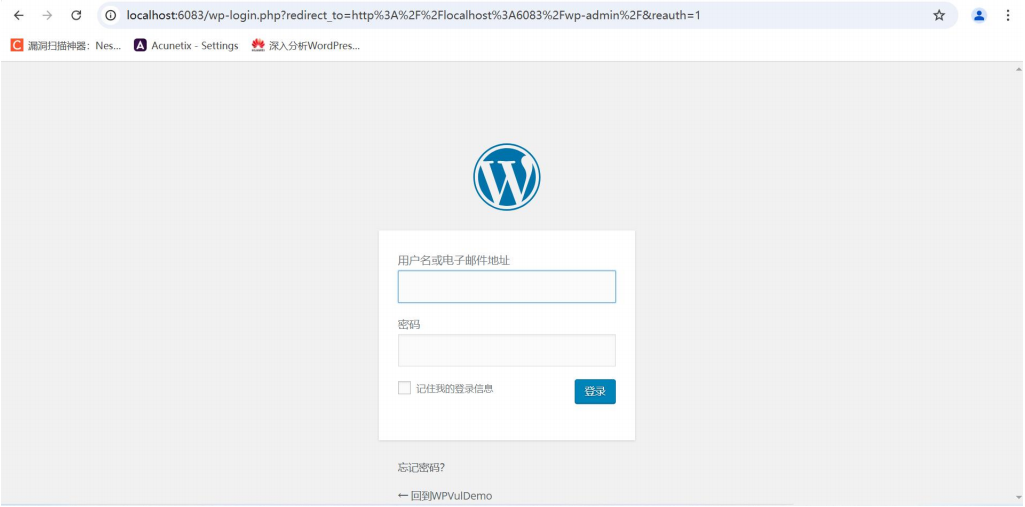 localhost:6083/wp-login.php?redirect_to=http%3A%2F%2Flocalhost%3A6083%2Fwp-admin%2F&reauth=1
漏洞扫描神器：Nes... Acunetix - Settings 深入分析WordPres...
用户名或电子邮件地址
密码
记住我的登录信息 登录
忘记密码？
← 回到WPVulDemo